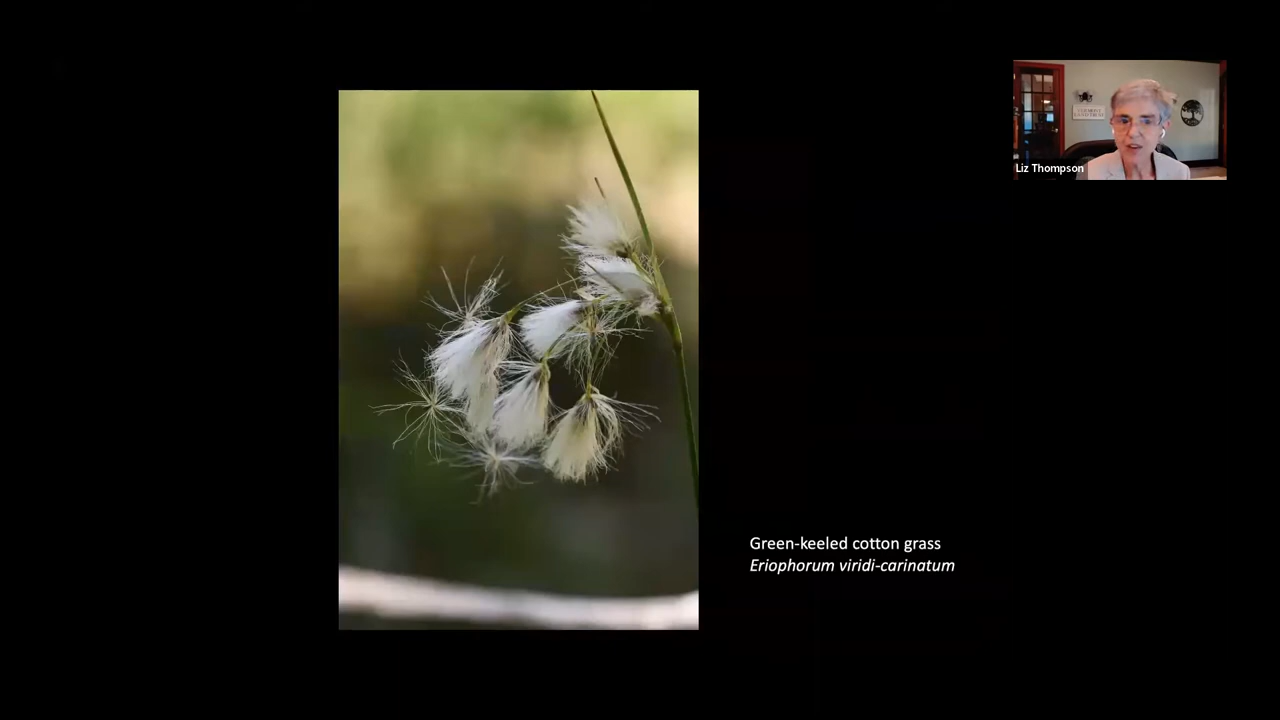 Liz Thompson
Green-keeled cotton grass
Eriophorum viridi-carinatum